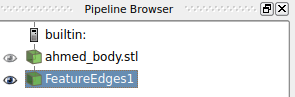 Pipeline Browser
builtin:
ahmed_body.stl
FeatureEdges1